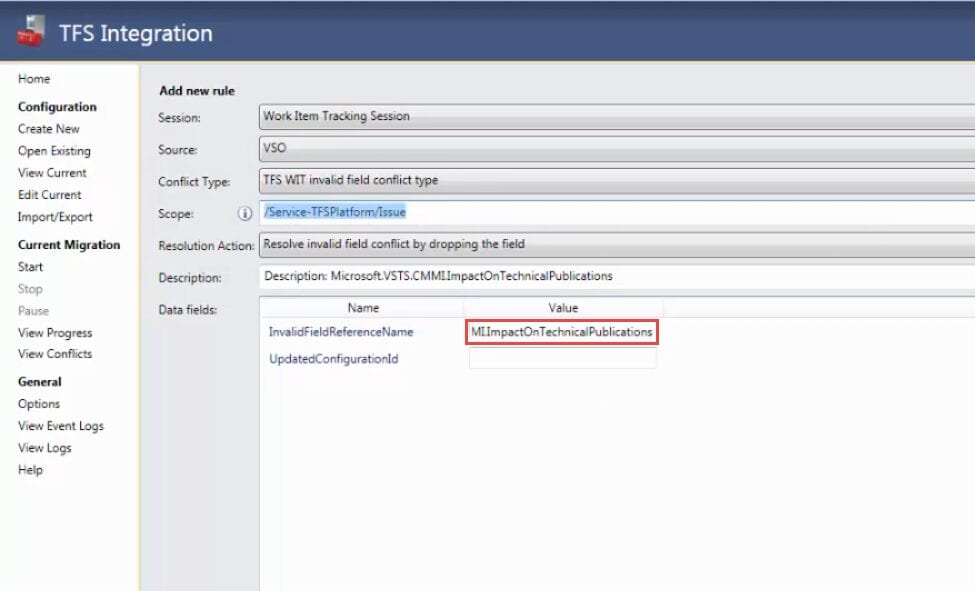 TFS Integration
Home
Configuration
Create New
Open Existing
View Current
Edit Current
Import/Export
Current Migration
Start
Stop
Pause
View Progress
View Conflicts
General
Options
View Event Logs
View Logs
Help
Add new rule
Session: Work Item Tracking Session
Source: VSO
Conflict Type: TFS WIT invalid field conflict type
Scope: i /Service-TFSPlatform/Issue
Resolution Action: Resolve invalid field conflict by dropping the field
Description: Description: Microsoft.VSTS.CMMI.ImpactOnTechnicalPublications
Data fields: Name Value
InvalidFieldReferenceName MI.ImpactOnTechnicalPublications
UpdatedConfigurationId